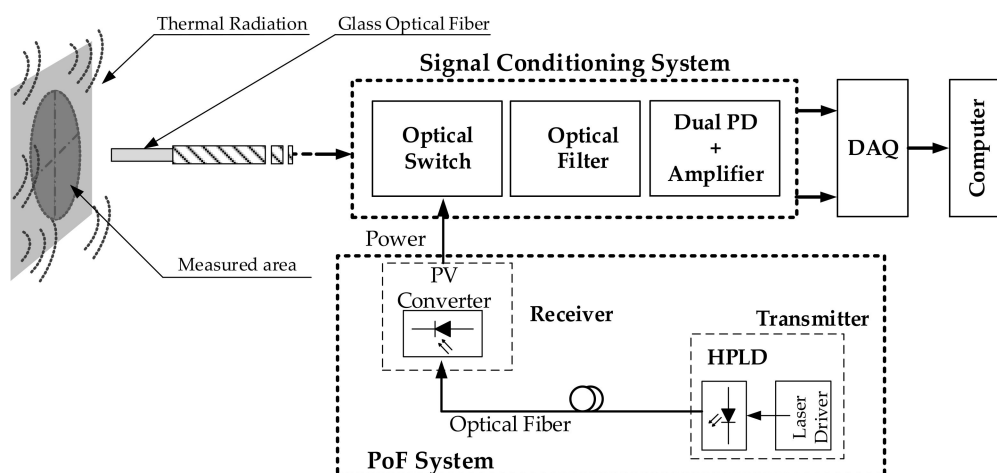 Thermal Radiation
Glass Optical Fiber
Signal Conditioning System
Optical
Switch
Optical
Filter
Dual PD
+
Amplifier
DAQ
Computer
Measured area
Power
PV
Converter
Receiver
Transmitter
HPLD
Laser
Driver
Optical Fiber
PoF System